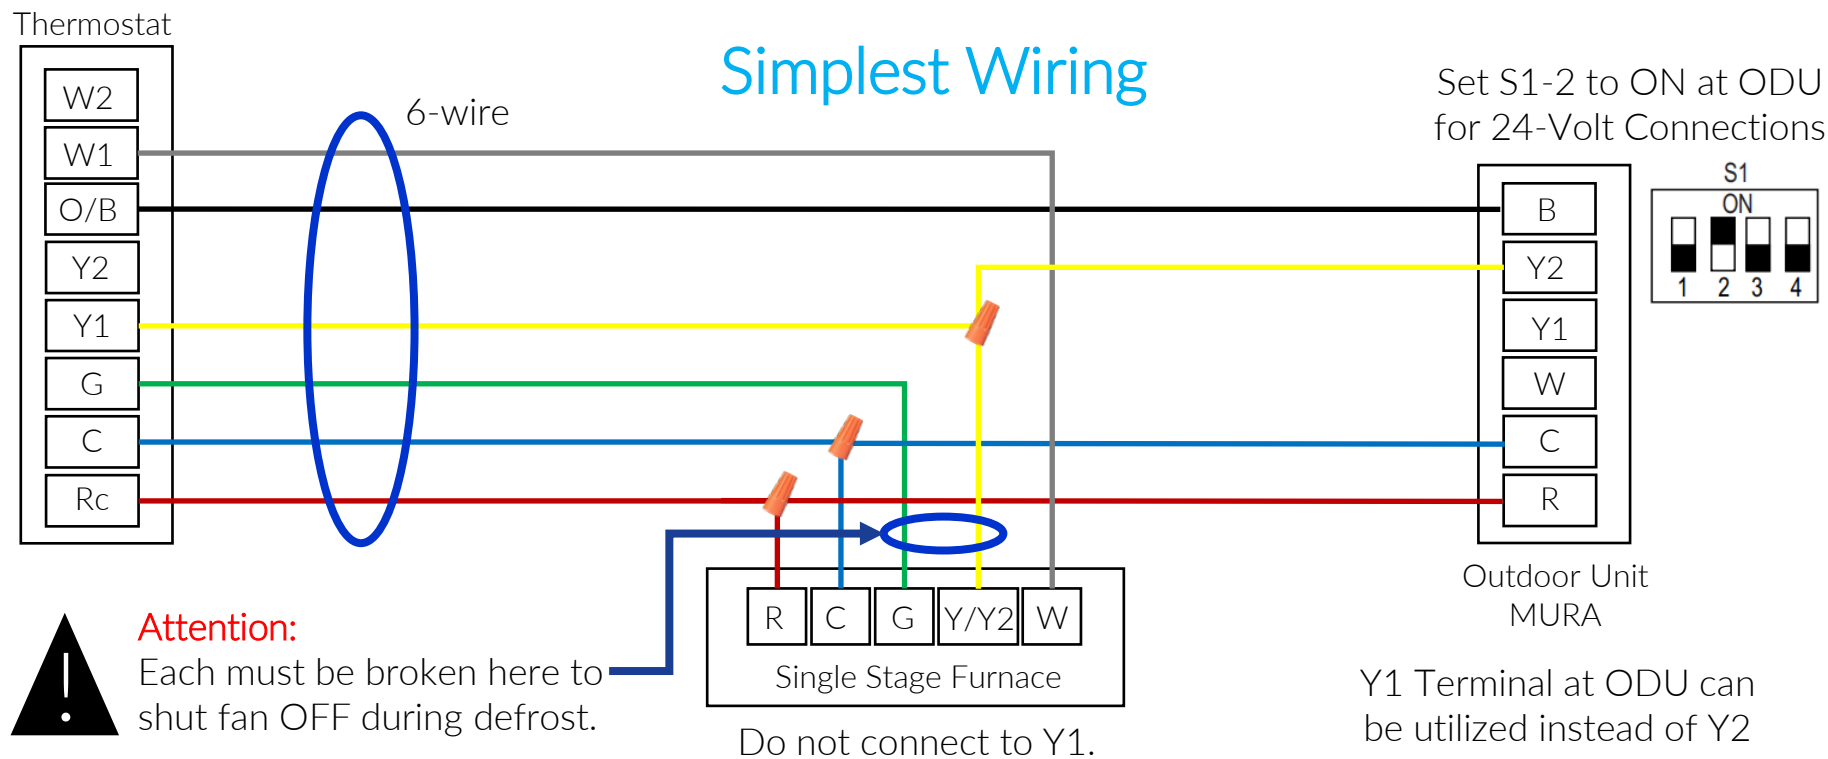 Thermostat
Simplest Wiring
6-wire
Set S1-2 to ON at ODU
for 24-Volt Connections
W2
W1
O/B
Y2
Y1
G
C
Rc
B
Y2
Y1
W
C
R
S1
ON
1 2 3 4
Outdoor Unit
MURA
R C G Y/Y2 W
Single Stage Furnace
Do not connect to Y1.
!
Attention:
Each must be broken here to
shut fan OFF during defrost.
Y1 Terminal at ODU can
be utilized instead of Y2